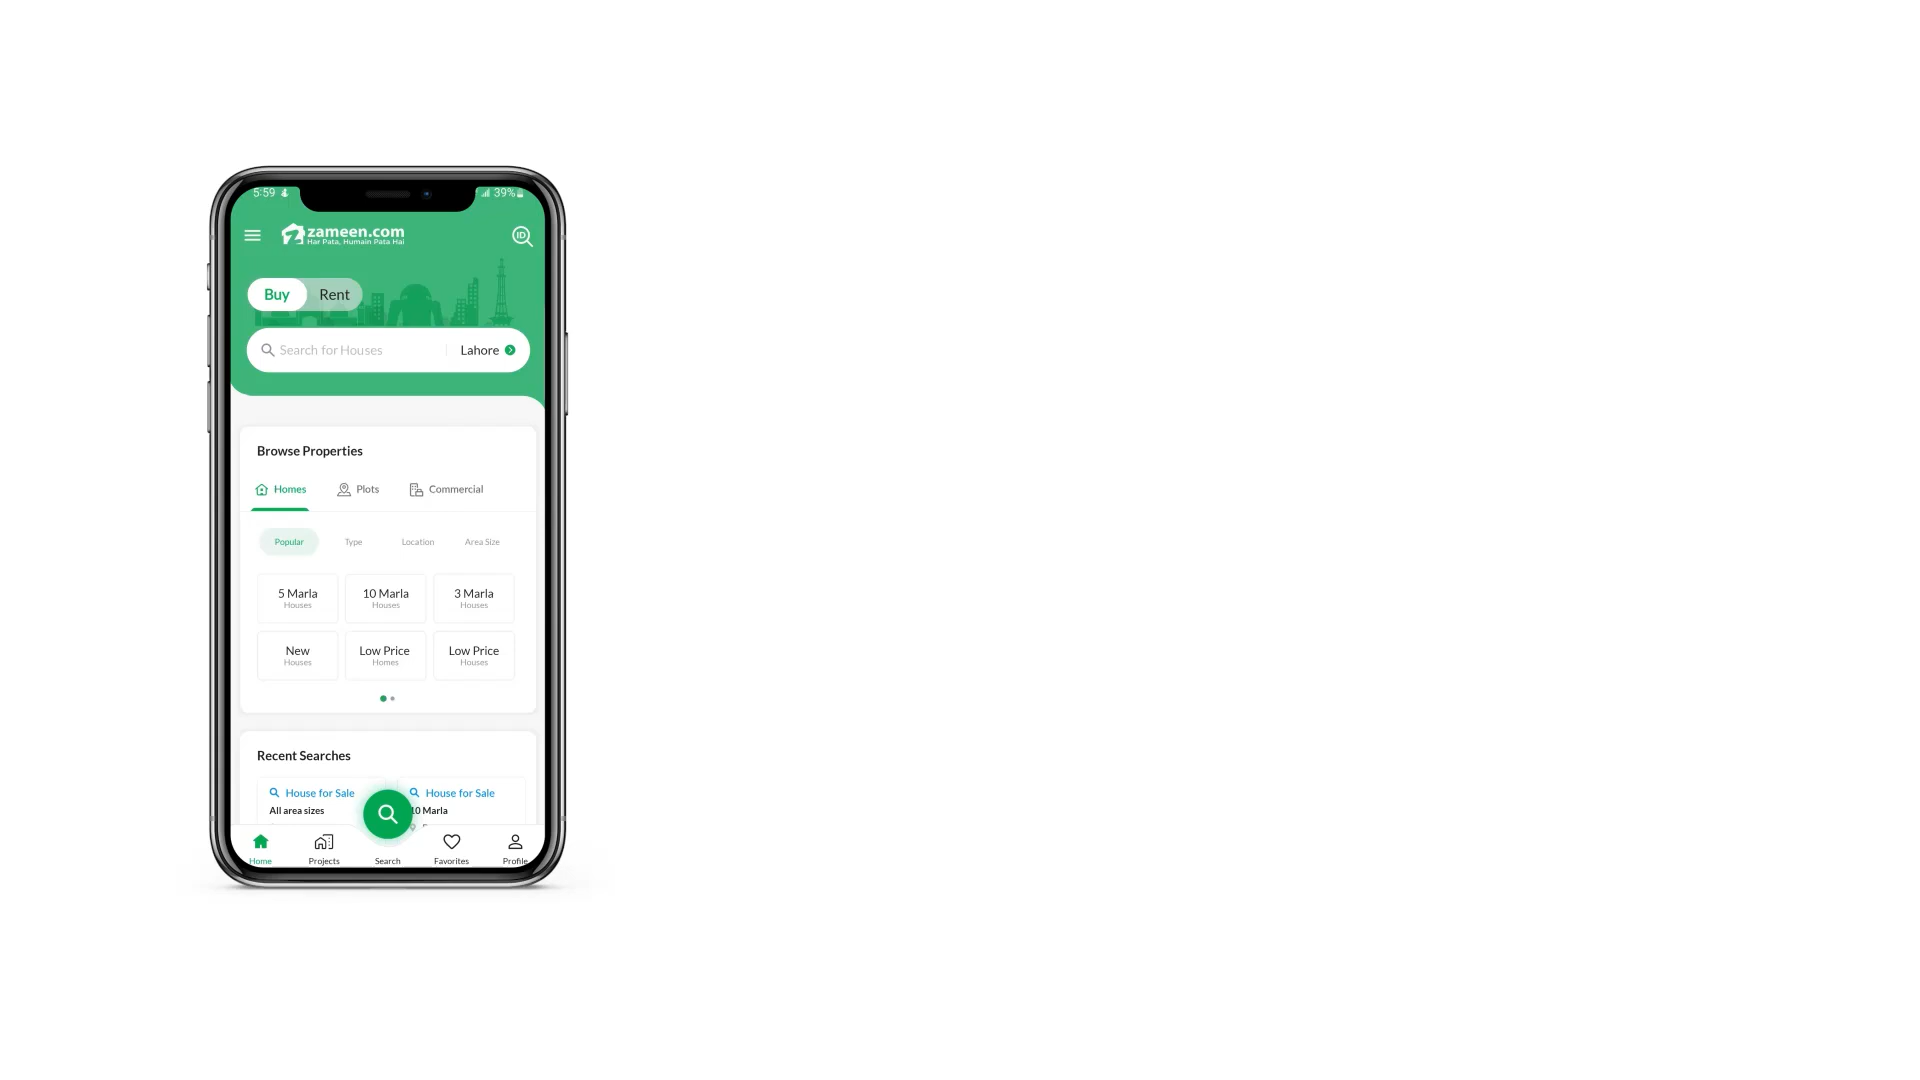 5:59
39%
zameen.com
Har Pata, Humain Pata Hai
ID
Buy Rent
Search for Houses Lahore
Browse Properties
Homes Plots Commercial
Popular Type Location Area Size
5 Marla 10 Marla 3 Marla
Houses Houses Houses
New Low Price Low Price
Houses Homes Houses
Recent Searches
House for Sale House for Sale
All area sizes 10 Marla
Home Projects Search Favorites Profile